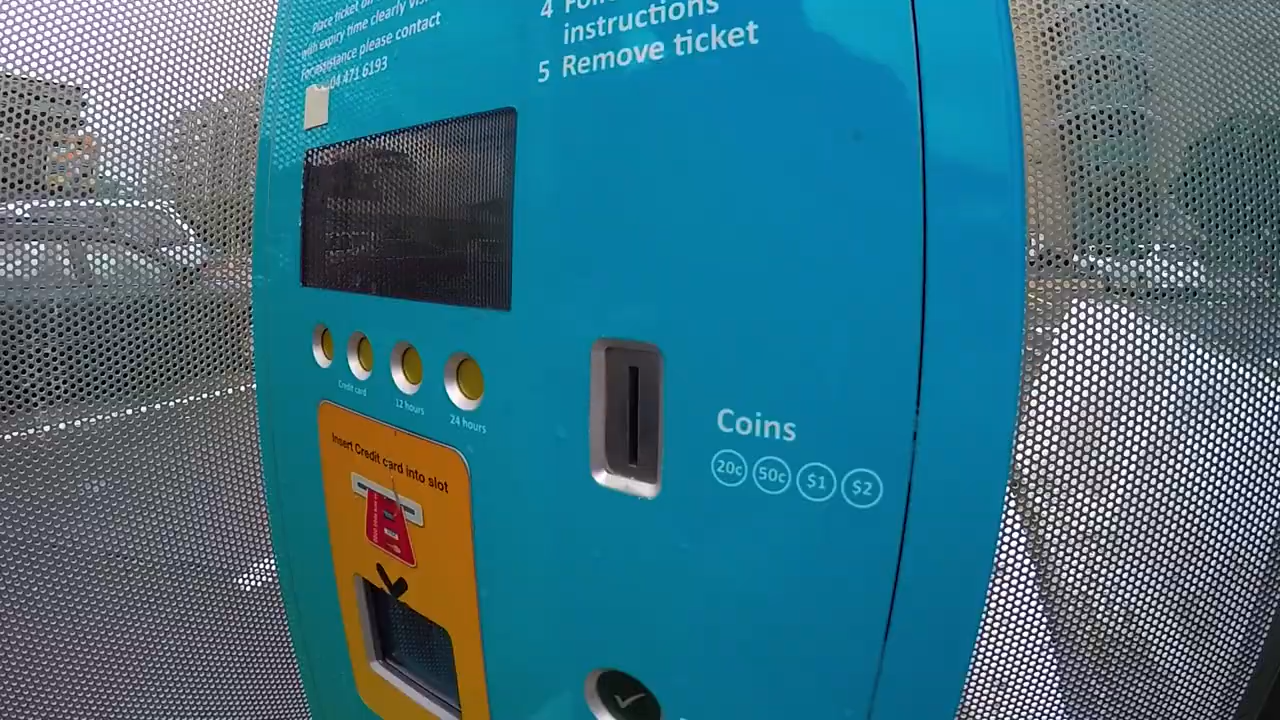 Place ticket on
with expiry time clearly
For assistance please contact
04 471 6193
4
instructions
5 Remove ticket
Credit card
12 hours
24 hours
Insert Credit card into slot
Coins
20c 50c $1 $2